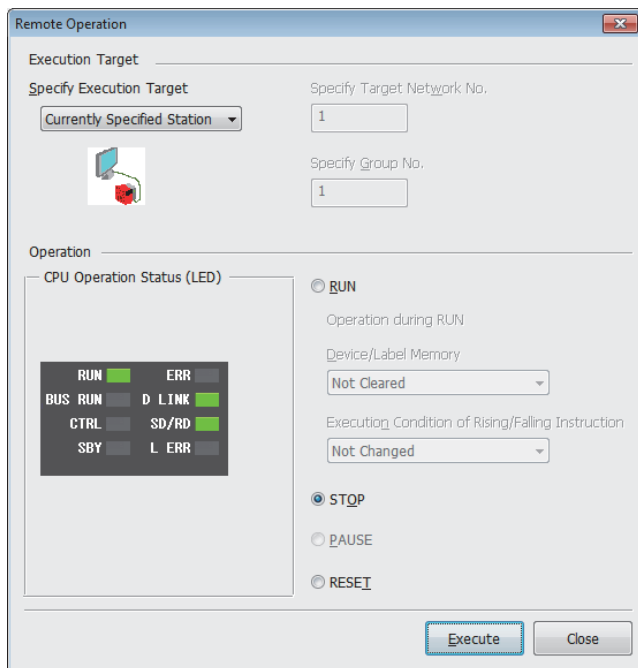 Remote Operation
Execution Target
Specify Execution Target
Currently Specified Station
Specify Target Network No.
1
Specify Group No.
1
Operation
CPU Operation Status (LED)
RUN ERR
BUS RUN D LINK
CTRL SD/RD
SBY L ERR
RUN
Operation during RUN
Device/Label Memory
Not Cleared
Execution Condition of Rising/Falling Instruction
Not Changed
STOP
PAUSE
RESET
Execute Close